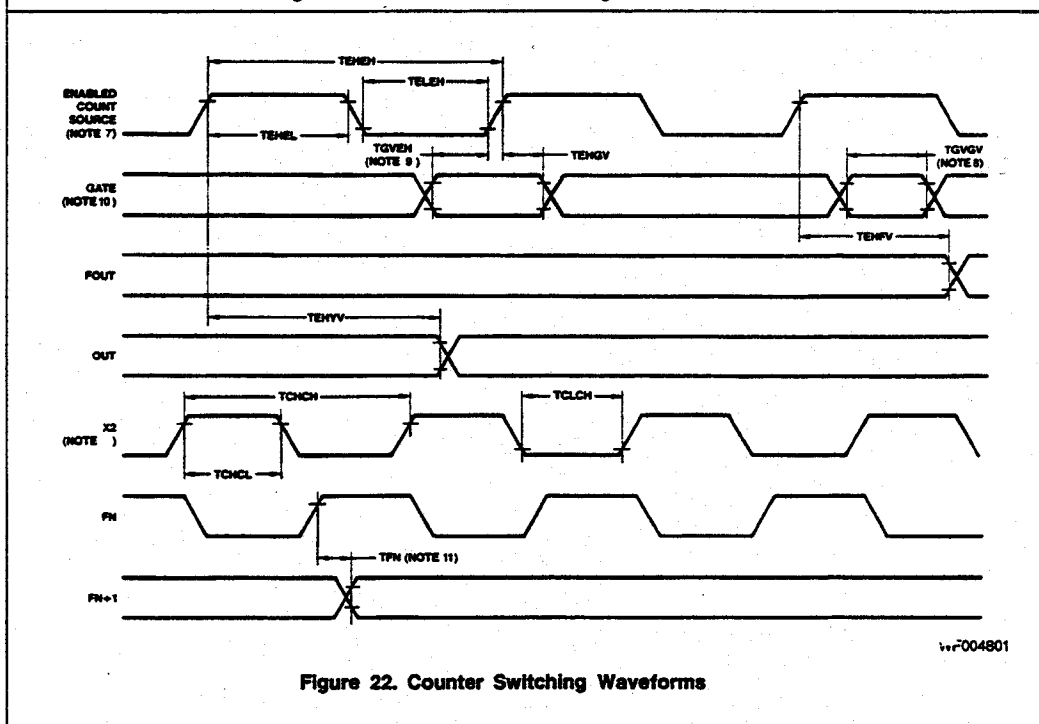 TEHEH
TELEH
ENABLED
COUNT
SOURCE
(NOTE 7)
TEHEL
TGVEH
(NOTE 9)
TEHGV
TGVGV
(NOTE 8)
GATE
(NOTE 10)
TEHFV
FOUT
TEHYV
OUT
TCHCH
TCLCH
X2
(NOTE )
TCHCL
FN
TFN (NOTE 11)
FN+1
004801
Figure 22. Counter Switching Waveforms